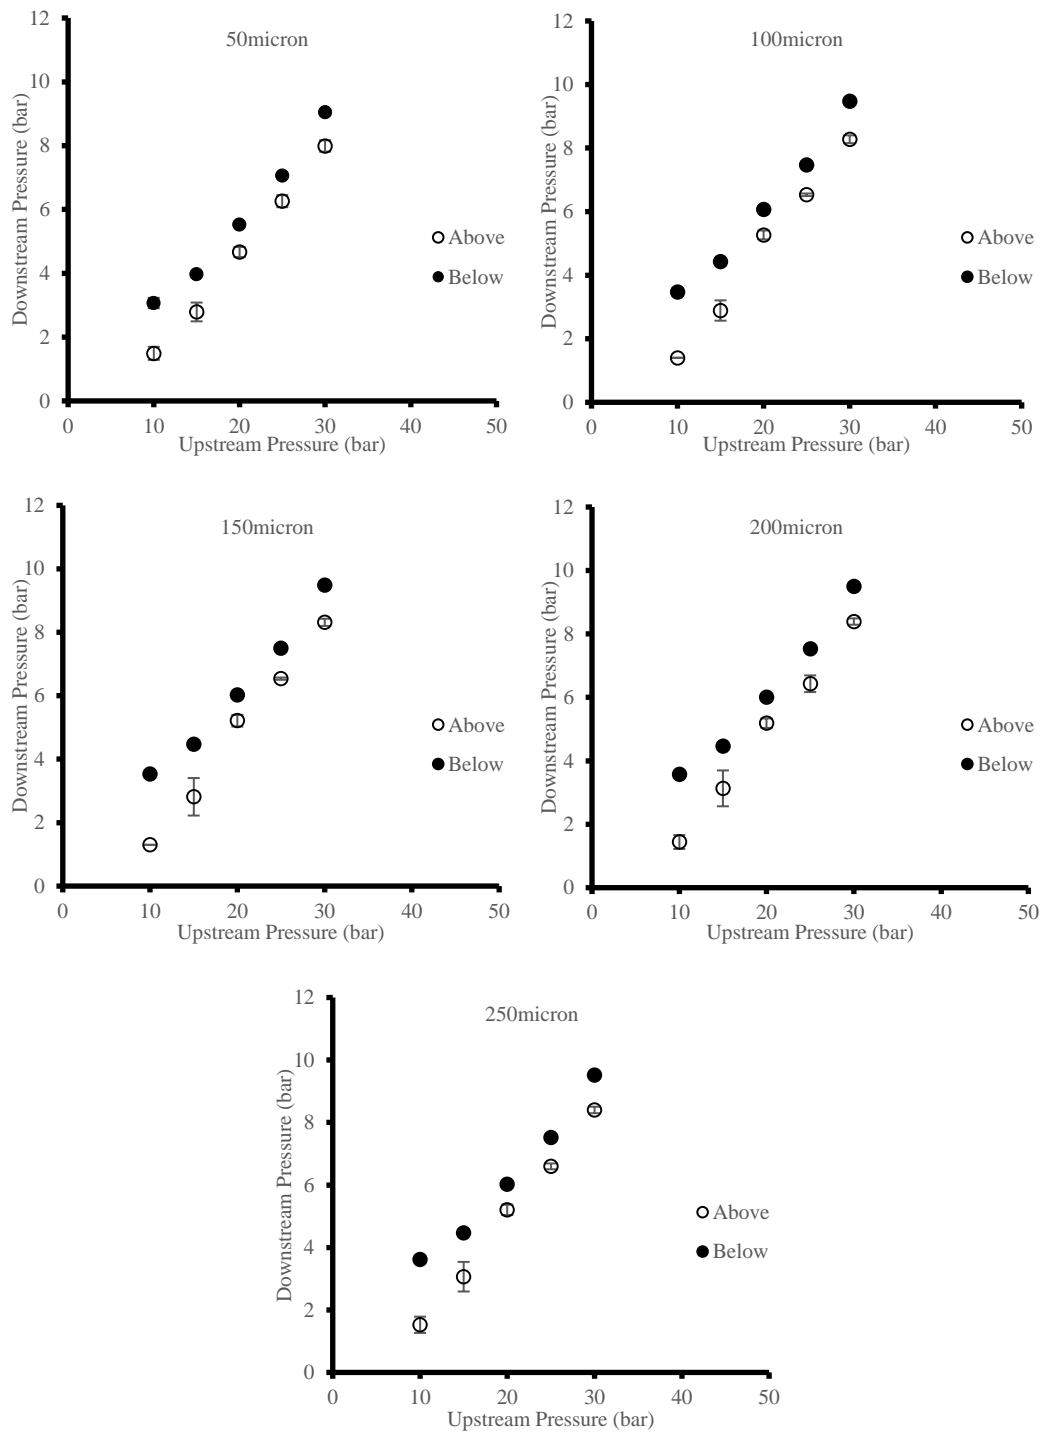 50micron
Downstream Pressure (bar)
12
10
8
6
4
2
0
0 10 20 30 40 50
Upstream Pressure (bar)
Above
Below
100micron
Downstream Pressure (bar)
12
10
8
6
4
2
0
0 10 20 30 40 50
Upstream Pressure (bar)
Above
Below
150micron
Downstream Pressure (bar)
12
10
8
6
4
2
0
0 10 20 30 40 50
Upstream Pressure (bar)
Above
Below
200micron
Downstream Pressure (bar)
12
10
8
6
4
2
0
0 10 20 30 40 50
Upstream Pressure (bar)
Above
Below
250micron
Downstream Pressure (bar)
12
10
8
6
4
2
0
0 10 20 30 40 50
Upstream Pressure (bar)
Above
Below